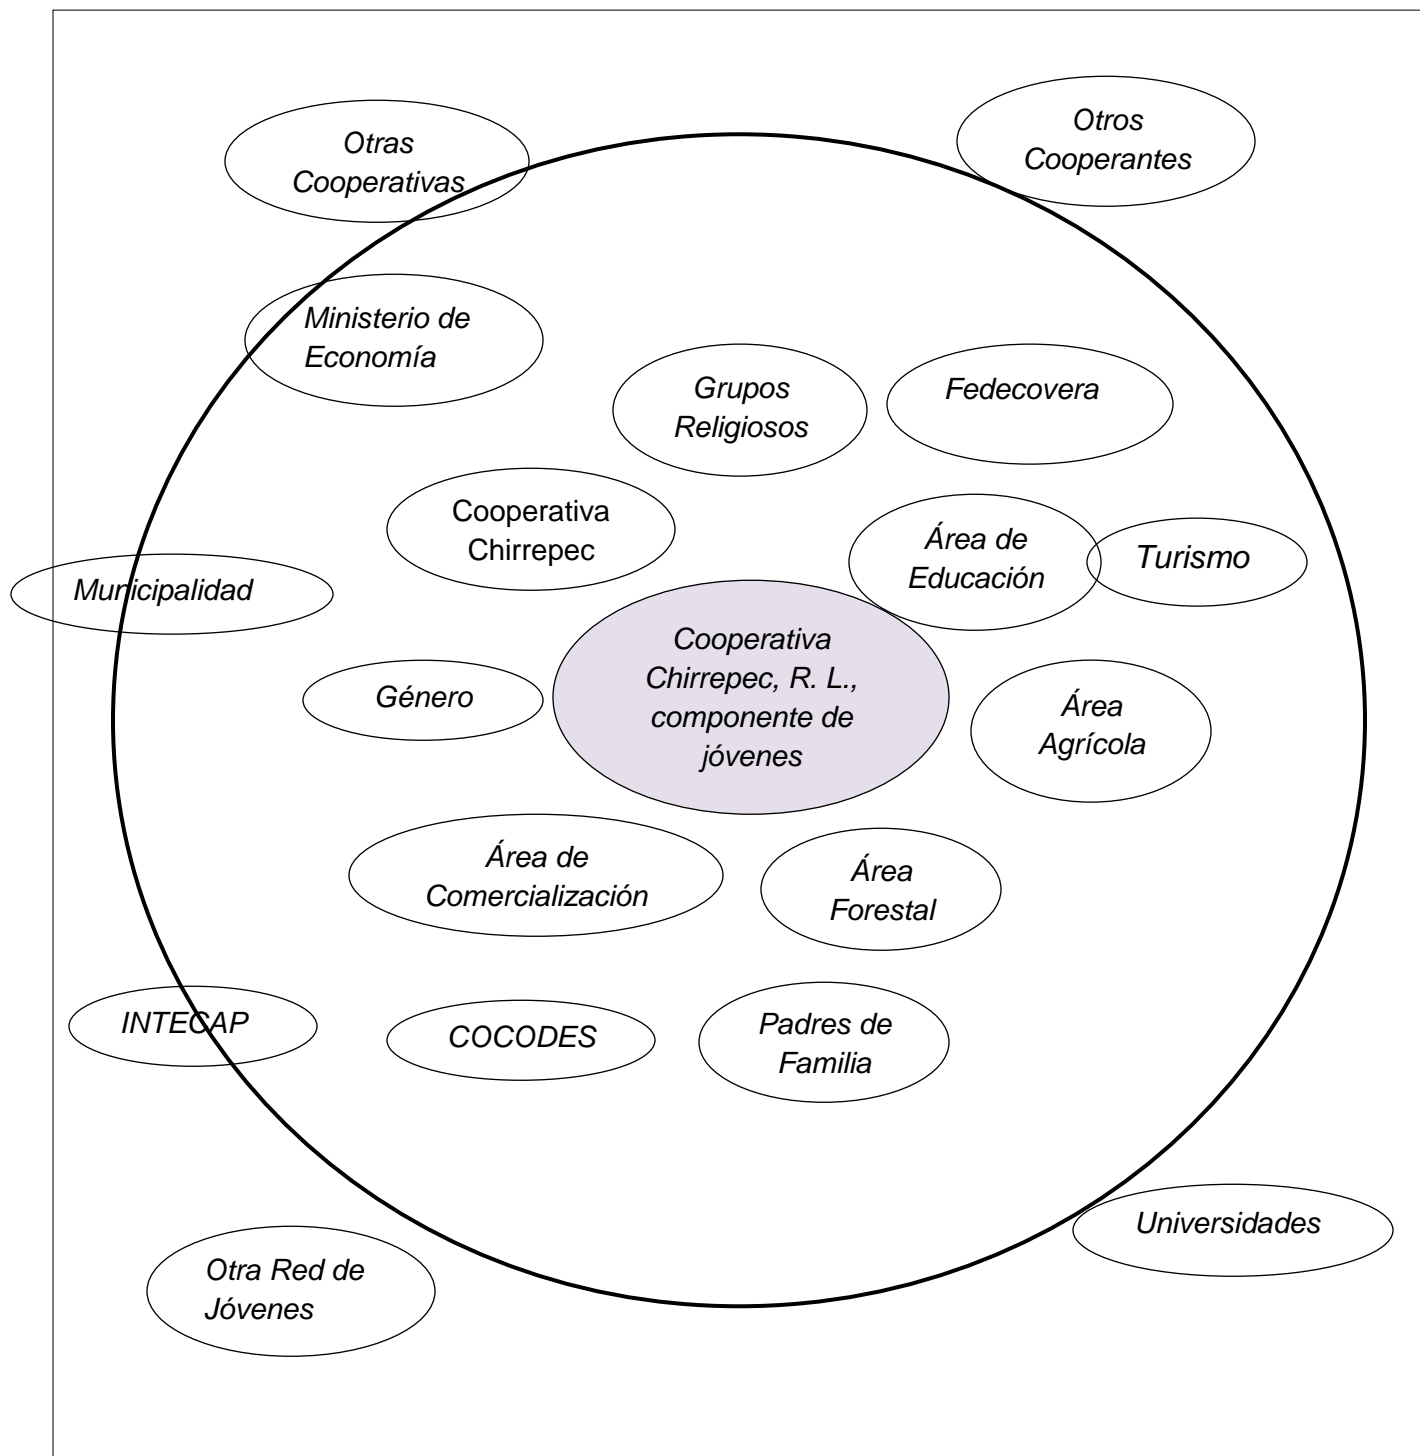 Otras
Cooperativas
Otros
Cooperantes
Ministerio de
Economía
Grupos
Religiosos
Fedecovera
Cooperativa
Chirrepec
Área de
Educación
Turismo
Municipalidad
Cooperativa
Chirrepec, R. L.,
componente de
jóvenes
Género
Área
Agrícola
Área de
Comercialización
Área
Forestal
INTECAP
COCODES
Padres de
Familia
Universidades
Otra Red de
Jóvenes